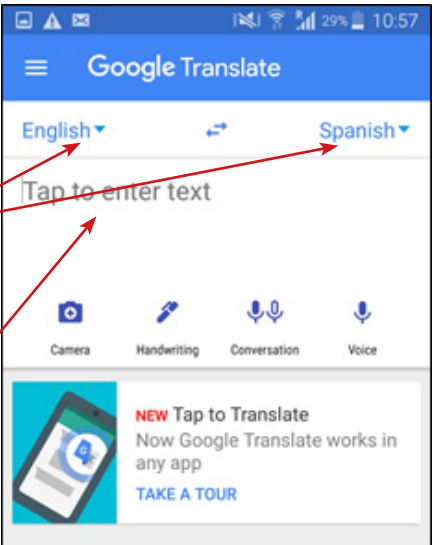 29% 10:57
Google Translate
English Spanish
Tap to enter text
Camera Handwriting Conversation Voice
NEW Tap to Translate
Now Google Translate works in
any app
TAKE A TOUR